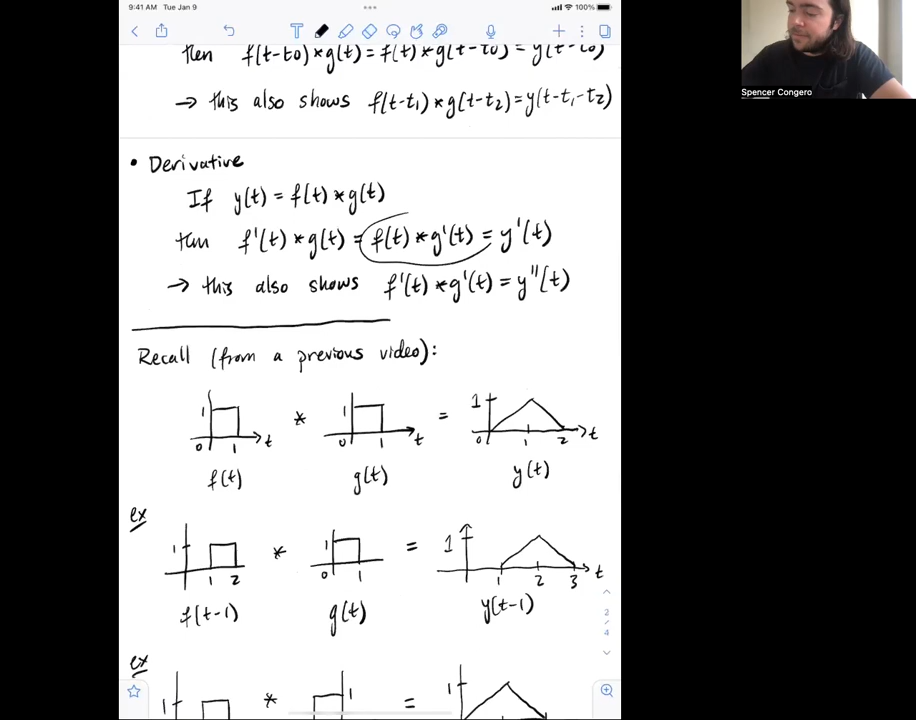 9:41 AM Tue Jan 9
100%
then f(t-t0)*g(t)=f(t)*g(t-t0)=y(t-t0)
→ this also shows f(t-t1)*g(t-t2)=y(t-t1-t2)
Spencer Congero
• Derivative
If y(t)=f(t)*g(t)
then f'(t)*g(t)=f(t)*g'(t)=y'(t)
→ this also shows f'(t)*g'(t)=y''(t)
Recall (from a previous video):
1 0 1 t * 1 0 1 t = 1 0 1 2 t
f(t) g(t) y(t)
ex
1 1 2 * 1 0 1 = 1 1 2 3 t
f(t-1) g(t) y(t-1)
2
/
4
ex
1 * 1 = 1